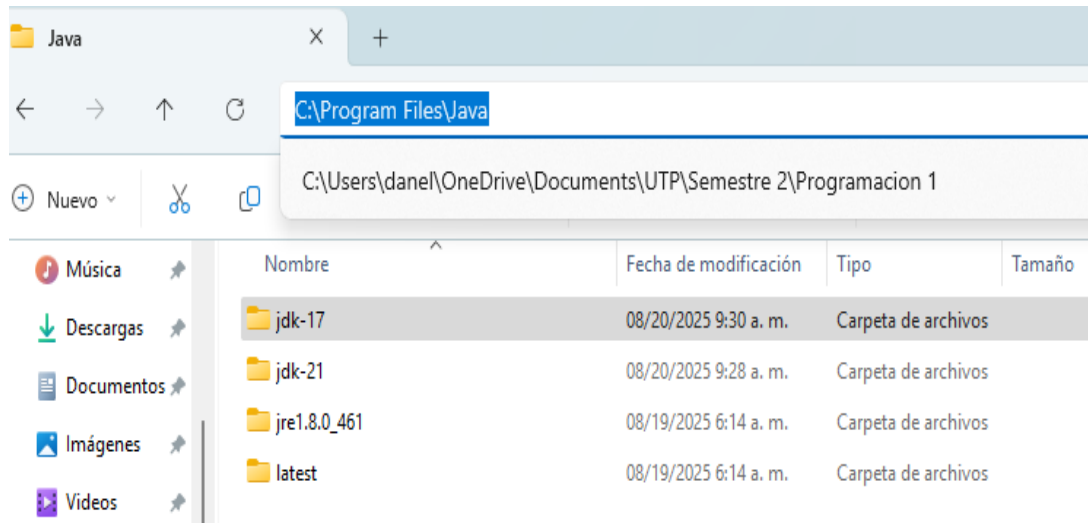 Java
C:\Program Files\Java
C:\Users\danel\OneDrive\Documents\UTP\Semestre 2\Programacion 1
Nuevo
Nombre Fecha de modificación Tipo Tamaño
Música
Descargas
Documentos
Imágenes
Videos
jdk-17 08/20/2025 9:30 a. m. Carpeta de archivos
jdk-21 08/20/2025 9:28 a. m. Carpeta de archivos
jre1.8.0_461 08/19/2025 6:14 a. m. Carpeta de archivos
latest 08/19/2025 6:14 a. m. Carpeta de archivos